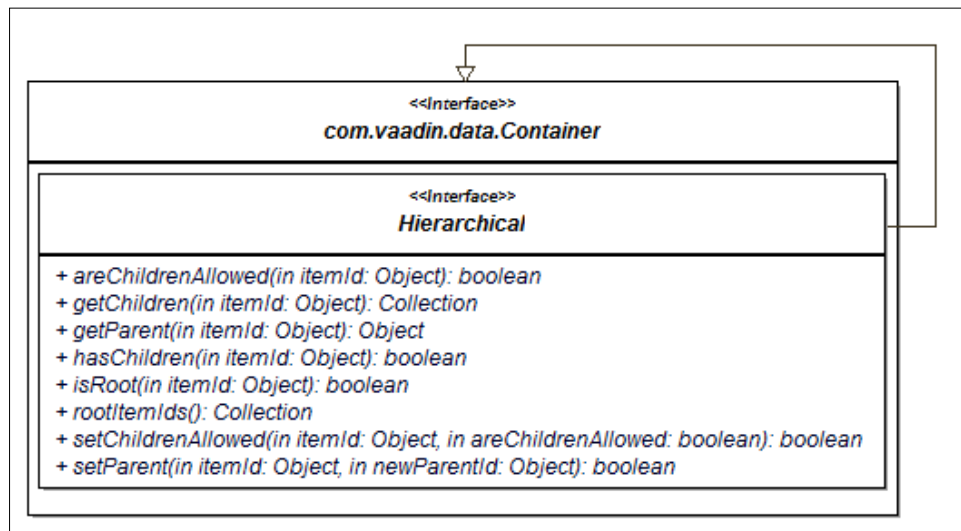 <<Interface>>
com.vaadin.data.Container
<<Interface>>
Hierarchical
+ areChildrenAllowed(in itemId: Object): boolean
+ getChildren(in itemId: Object): Collection
+ getParent(in itemId: Object): Object
+ hasChildren(in itemId: Object): boolean
+ isRoot(in itemId: Object): boolean
+ rootItemIds(): Collection
+ setChildrenAllowed(in itemId: Object, in areChildrenAllowed: boolean): boolean
+ setParent(in itemId: Object, in newParentId: Object): boolean